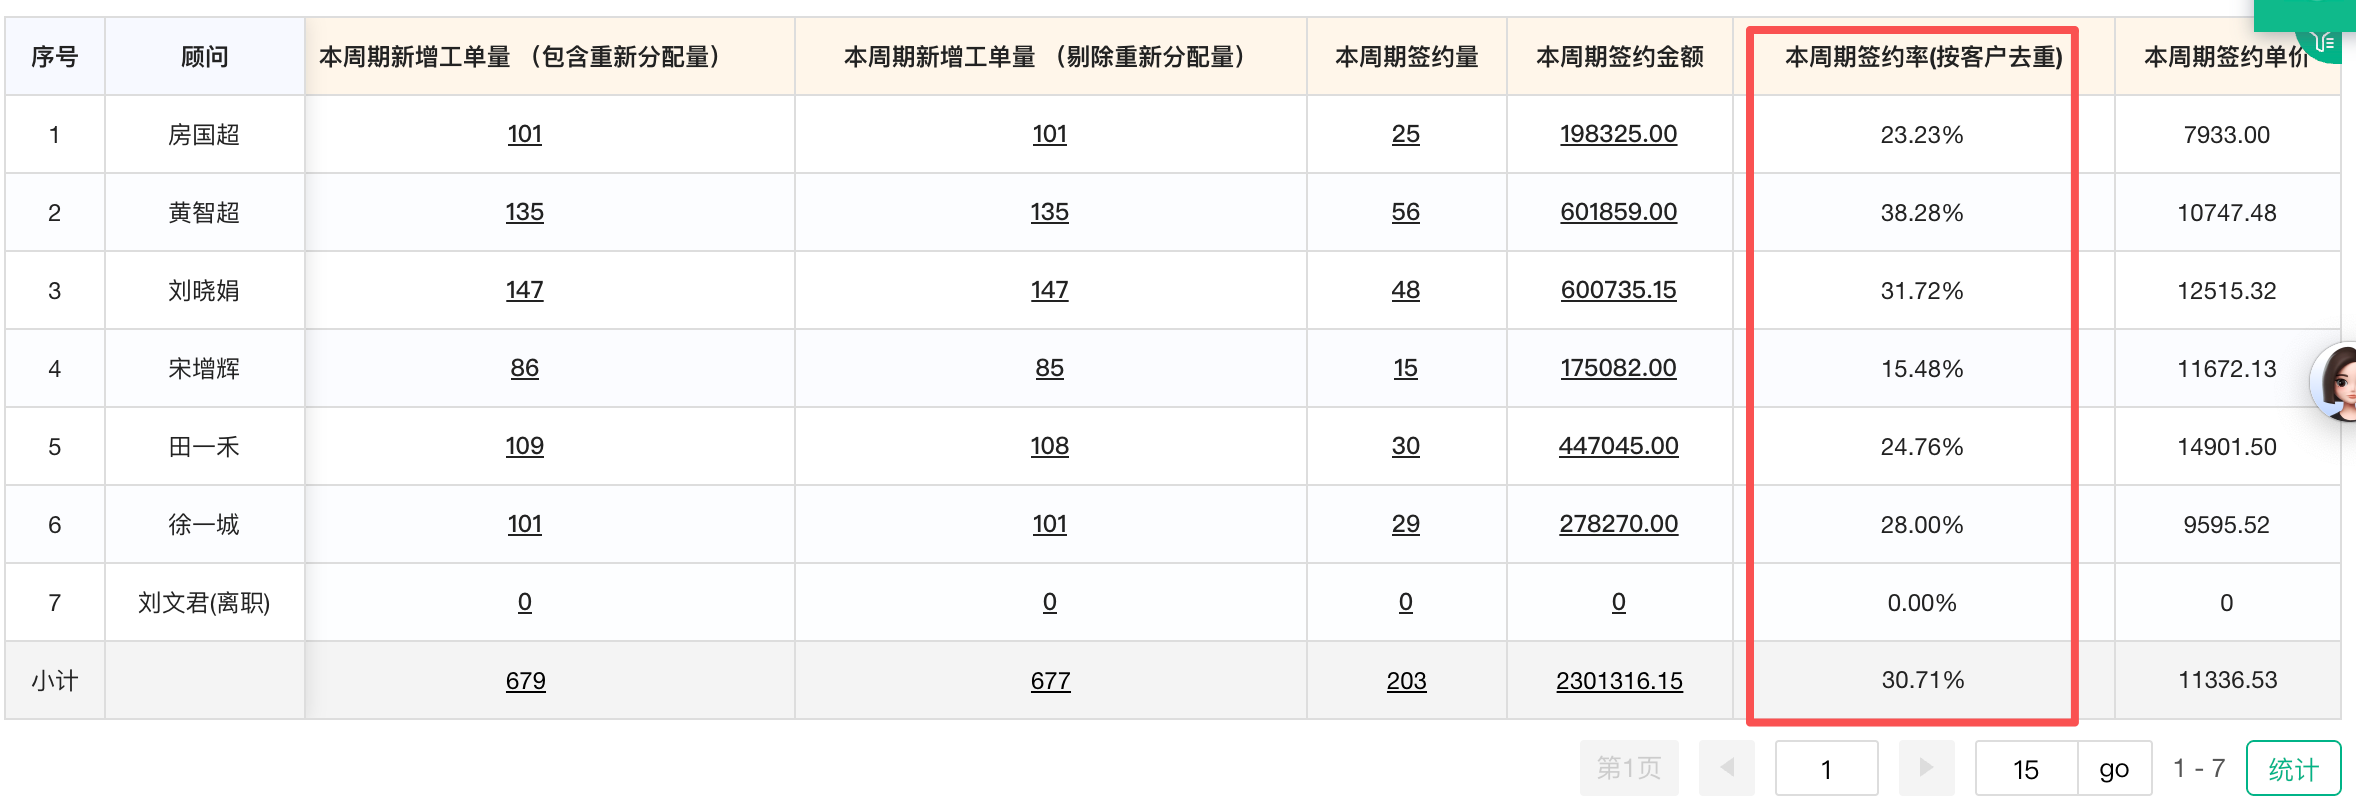 序号 顾问 本周期新增工单量 （包含重新分配量） 本周期新增工单量 （剔除重新分配量） 本周期签约量 本周期签约金额 本周期签约率(按客户去重) 本周期签约单价
1 房国超 101 101 25 198325.00 23.23% 7933.00
2 黄智超 135 135 56 601859.00 38.28% 10747.48
3 刘晓娟 147 147 48 600735.15 31.72% 12515.32
4 宋增辉 86 85 15 175082.00 15.48% 11672.13
5 田一禾 109 108 30 447045.00 24.76% 14901.50
6 徐一城 101 101 29 278270.00 28.00% 9595.52
7 刘文君(离职) 0 0 0 0 0.00% 0
小计 679 677 203 2301316.15 30.71% 11336.53
第1页 1 15 go 1 - 7 统计